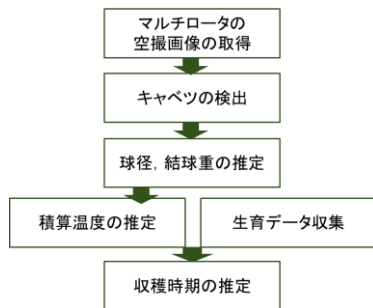 マルチロータの
空撮画像の取得
キャベツの検出
球径，結球重の推定
積算温度の推定
生育データ収集
収穫時期の推定